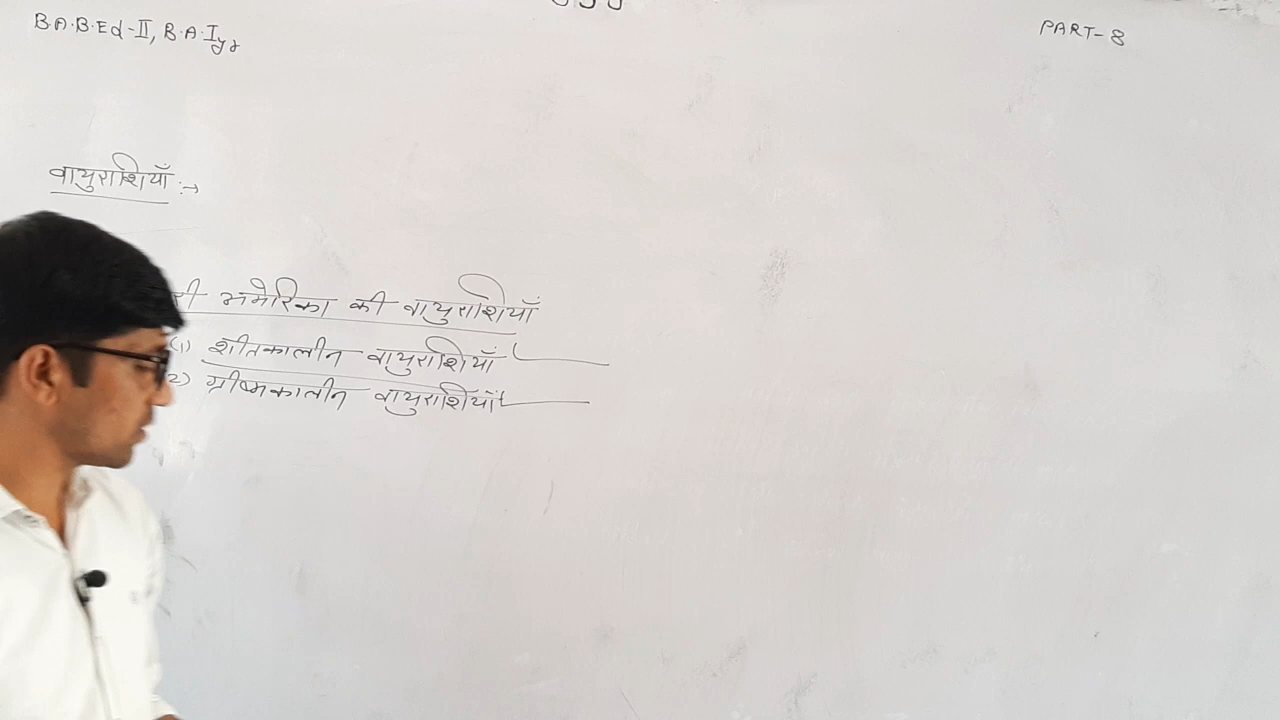 B.A.B.Ed-II, B.A.Iyr
PART-8
वायुराशियाँ :→
अमेरिका की वायुराशियाँ
(1) शीतकालीन वायुराशियाँ
2) ग्रीष्मकालीन वायुराशियाँ